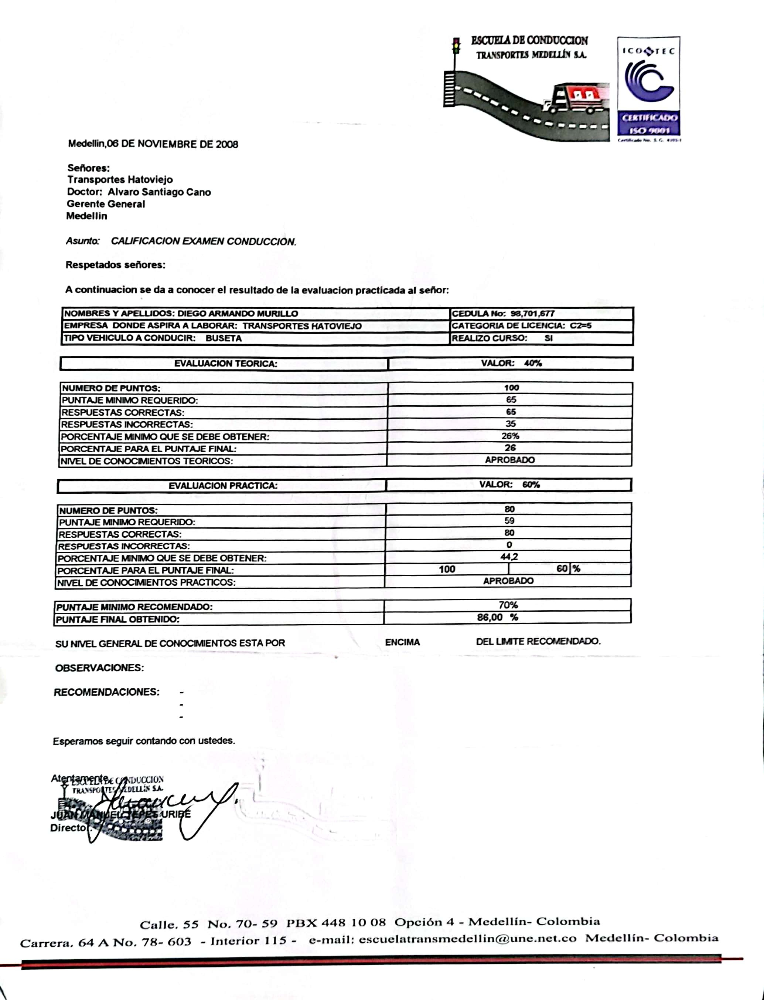 ESCUELA DE CONDUCCION
TRANSPORTES MEDELLÍN S.A.
ICONTEC
CERTIFICADO
ISO 9001
Certificado No. S. G.
Medellin,06 DE NOVIEMBRE DE 2008
Señores:
Transportes Hatoviejo
Doctor: Alvaro Santiago Cano
Gerente General
Medellin
Asunto: CALIFICACION EXAMEN CONDUCCION.
Respetados señores:
A continuacion se da a conocer el resultado de la evaluacion practicada al señor:
NOMBRES Y APELLIDOS: DIEGO ARMANDO MURILLO CEDULA No: 98,701,677
EMPRESA DONDE ASPIRA A LABORAR: TRANSPORTES HATOVIEJO CATEGORIA DE LICENCIA: C2=5
TIPO VEHICULO A CONDUCIR: BUSETA REALIZO CURSO: SI
EVALUACION TEORICA: VALOR: 40%
NUMERO DE PUNTOS: 100
PUNTAJE MINIMO REQUERIDO: 65
RESPUESTAS CORRECTAS: 65
RESPUESTAS INCORRECTAS: 35
PORCENTAJE MINIMO QUE SE DEBE OBTENER: 26%
PORCENTAJE PARA EL PUNTAJE FINAL: 26
NIVEL DE CONOCIMIENTOS TEORICOS: APROBADO
EVALUACION PRACTICA: VALOR: 60%
NUMERO DE PUNTOS: 80
PUNTAJE MINIMO REQUERIDO: 59
RESPUESTAS CORRECTAS: 80
RESPUESTAS INCORRECTAS: 0
PORCENTAJE MINIMO QUE SE DEBE OBTENER: 44,2
PORCENTAJE PARA EL PUNTAJE FINAL: 100 60 %
NIVEL DE CONOCIMIENTOS PRACTICOS: APROBADO
PUNTAJE MINIMO RECOMENDADO: 70%
PUNTAJE FINAL OBTENIDO: 86,00 %
SU NIVEL GENERAL DE CONOCIMIENTOS ESTA POR ENCIMA DEL LIMITE RECOMENDADO.
OBSERVACIONES:
RECOMENDACIONES: -
-
-
Esperamos seguir contando con ustedes.
Atentamente,
ESCUELA DE CONDUCCION
TRANSPORTES MEDELLÍN S.A.
JUAN MANUEL YEPES URIBE
Director.
Calle. 55 No. 70- 59 PBX 448 10 08 Opción 4 - Medellín- Colombia
Carrera. 64 A No. 78- 603 - Interior 115 - e-mail: escuelatransmedellin@une.net.co Medellín- Colombia